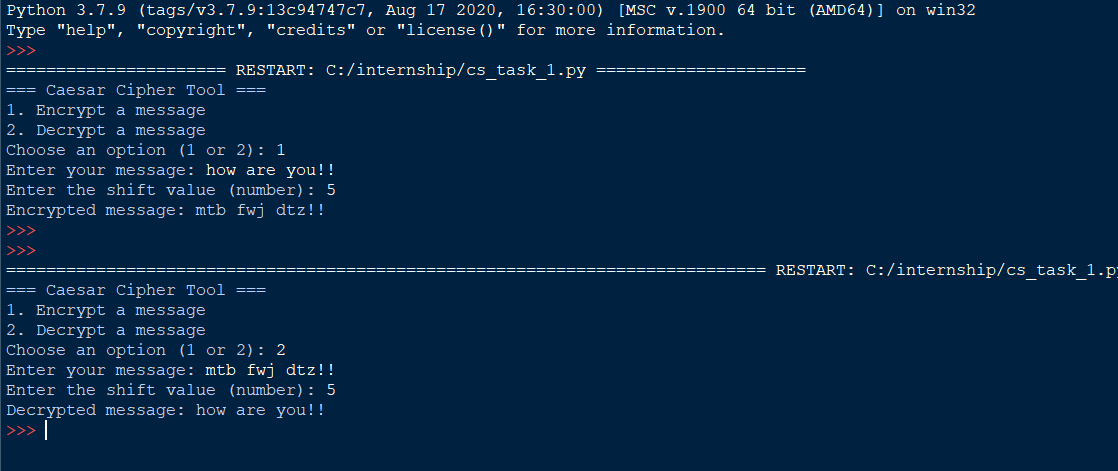 Python 3.7.9 (tags/v3.7.9:13c94747c7, Aug 17 2020, 16:30:00) [MSC v.1900 64 bit (AMD64)] on win32
Type "help", "copyright", "credits" or "license()" for more information.
>>>
====================== RESTART: C:/internship/cs_task_1.py =====================
=== Caesar Cipher Tool ===
1. Encrypt a message
2. Decrypt a message
Choose an option (1 or 2): 1
Enter your message: how are you!!
Enter the shift value (number): 5
Encrypted message: mtb fwj dtz!!
>>>
>>>
============================================================================ RESTART: C:/internship/cs_task_1.py
=== Caesar Cipher Tool ===
1. Encrypt a message
2. Decrypt a message
Choose an option (1 or 2): 2
Enter your message: mtb fwj dtz!!
Enter the shift value (number): 5
Decrypted message: how are you!!
>>>